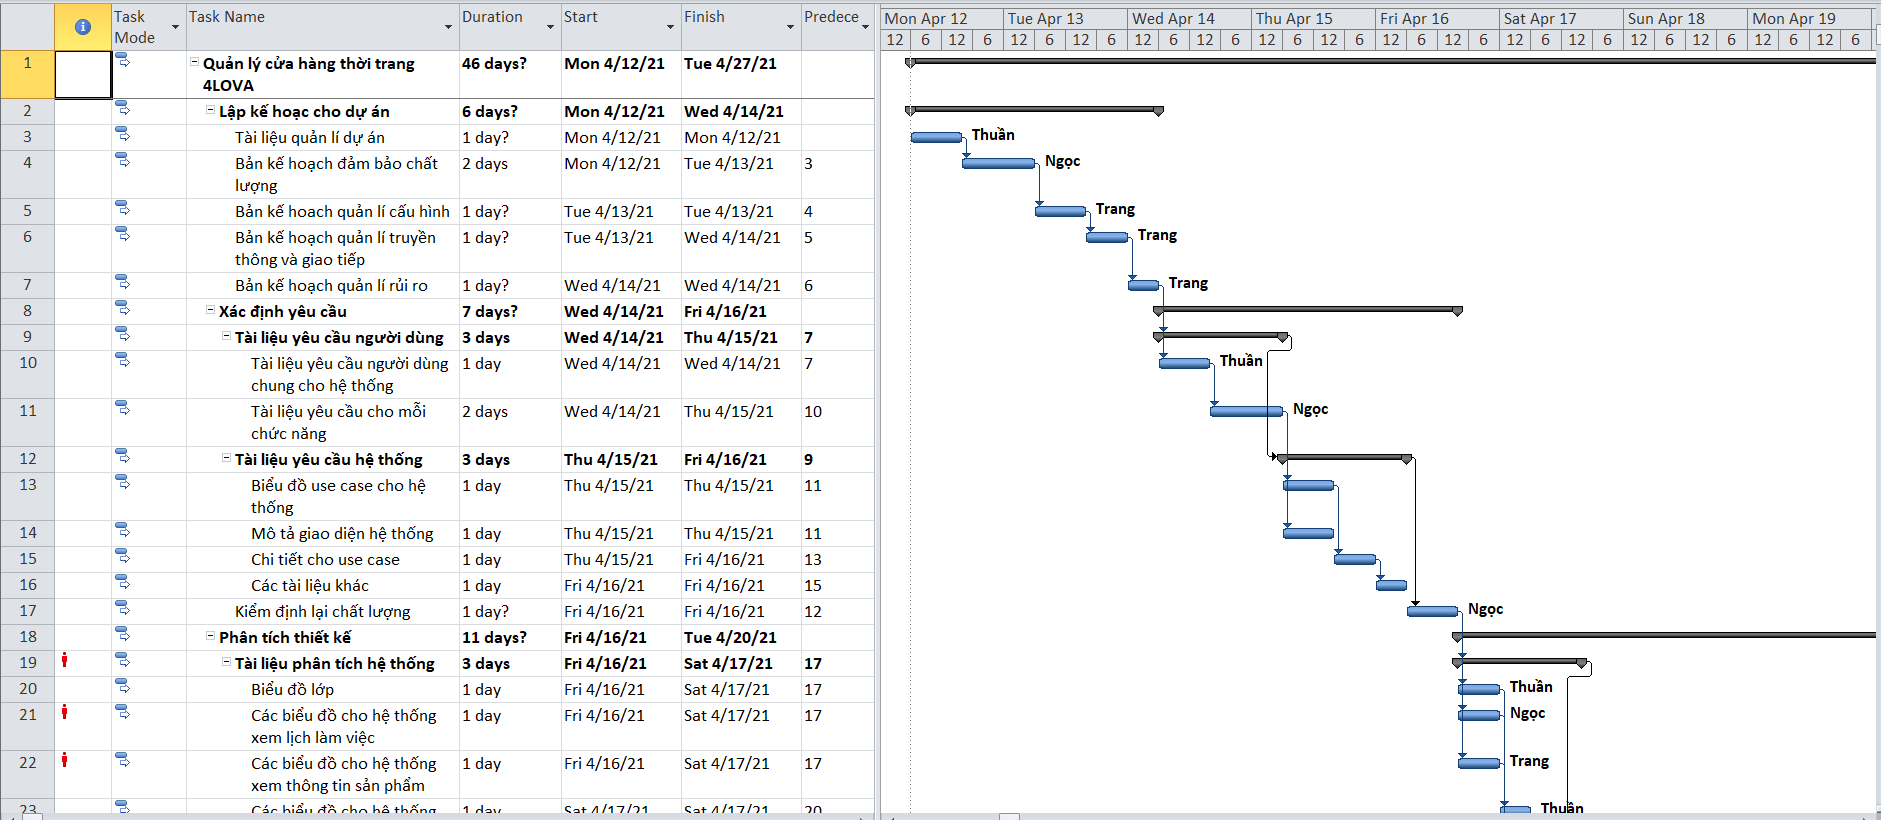 Task Mode
Task Name
Duration
Start
Finish
Predece
Mon Apr 12
Tue Apr 13
Wed Apr 14
Thu Apr 15
Fri Apr 16
Sat Apr 17
Sun Apr 18
Mon Apr 19
12 6 12 6 12 6 12 6 12 6 12 6 12 6 12 6 12 6 12 6 12 6 12 6 12 6 12 6 12 6 12 6
1 Quản lý cửa hàng thời trang 46 days? Mon 4/12/21 Tue 4/27/21
4LOVA
2 Lập kế hoạc cho dự án 6 days? Mon 4/12/21 Wed 4/14/21
3 Tài liệu quản lí dự án 1 day? Mon 4/12/21 Mon 4/12/21 Thuần
4 Bản kế hoạch đảm bảo chất 2 days Mon 4/12/21 Tue 4/13/21 3 Ngọc
lượng
5 Bản kế hoach quản lí cấu hình 1 day? Tue 4/13/21 Tue 4/13/21 4 Trang
6 Bản kế hoạch quản lí truyền 1 day? Tue 4/13/21 Wed 4/14/21 5 Trang
thông và giao tiếp
7 Bản kế hoạch quản lí rủi ro 1 day? Wed 4/14/21 Wed 4/14/21 6 Trang
8 Xác định yêu cầu 7 days? Wed 4/14/21 Fri 4/16/21
9 Tài liệu yêu cầu người dùng 3 days Wed 4/14/21 Thu 4/15/21 7
10 Tài liệu yêu cầu người dùng 1 day Wed 4/14/21 Wed 4/14/21 7 Thuần
chung cho hệ thống
11 Tài liệu yêu cầu cho mỗi 2 days Wed 4/14/21 Thu 4/15/21 10 Ngọc
chức năng
12 Tài liệu yêu cầu hệ thống 3 days Thu 4/15/21 Fri 4/16/21 9
13 Biểu đồ use case cho hệ 1 day Thu 4/15/21 Thu 4/15/21 11
thống
14 Mô tả giao diện hệ thống 1 day Thu 4/15/21 Thu 4/15/21 11
15 Chi tiết cho use case 1 day Thu 4/15/21 Fri 4/16/21 13
16 Các tài liệu khác 1 day Fri 4/16/21 Fri 4/16/21 15
17 Kiểm định lại chất lượng 1 day? Fri 4/16/21 Fri 4/16/21 12 Ngọc
18 Phân tích thiết kế 11 days? Fri 4/16/21 Tue 4/20/21
19 Tài liệu phân tích hệ thống 3 days Fri 4/16/21 Sat 4/17/21 17
20 Biểu đồ lớp 1 day Fri 4/16/21 Sat 4/17/21 17 Thuần
21 Các biểu đồ cho hệ thống 1 day Fri 4/16/21 Sat 4/17/21 17 Ngọc
xem lịch làm việc
22 Các biểu đồ cho hệ thống 1 day Fri 4/16/21 Sat 4/17/21 17 Trang
xem thông tin sản phẩm
23 Các biểu đồ cho hệ thống 1 day Sat 4/17/21 Sat 4/17/21 20 Thuần